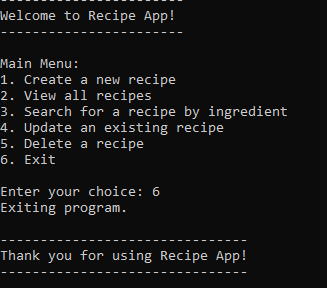 -----------------------
Welcome to Recipe App!
-----------------------
Main Menu:
1. Create a new recipe
2. View all recipes
3. Search for a recipe by ingredient
4. Update an existing recipe
5. Delete a recipe
6. Exit
Enter your choice: 6
Exiting program.
-------------------------------
Thank you for using Recipe App!
-------------------------------